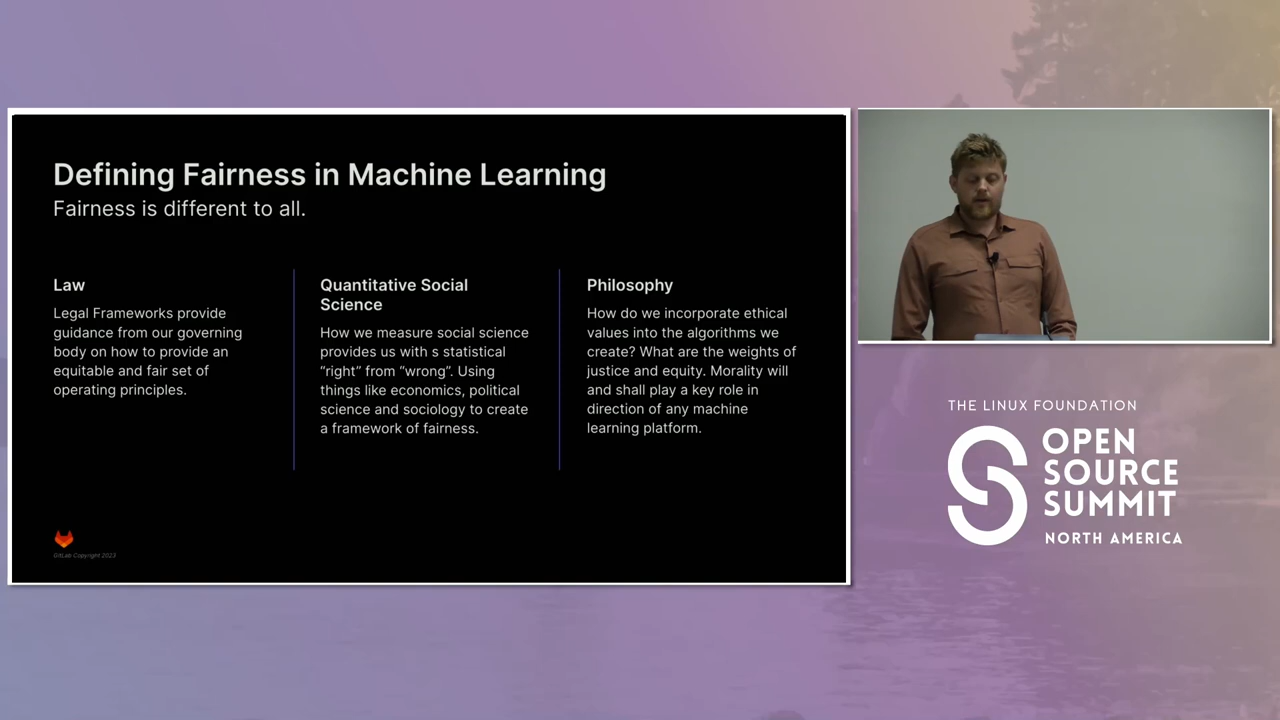 Defining Fairness in Machine Learning
Fairness is different to all.
Law
Legal Frameworks provide
guidance from our governing
body on how to provide an
equitable and fair set of
operating principles.
Quantitative Social
Science
How we measure social science
provides us with s statistical
“right” from “wrong”. Using
things like economics, political
science and sociology to create
a framework of fairness.
Philosophy
How do we incorporate ethical
values into the algorithms we
create? What are the weights of
justice and equity. Morality will
and shall play a key role in
direction of any machine
learning platform.
GitLab Copyright 2023
THE LINUX FOUNDATION
OPEN
SOURCE
SUMMIT
NORTH AMERICA